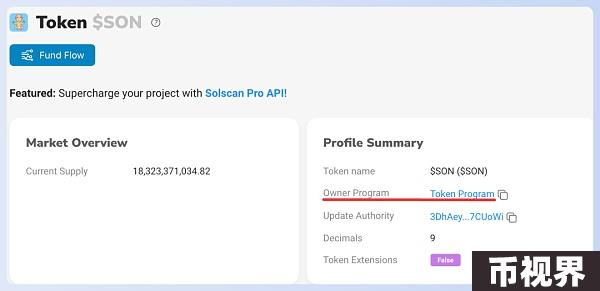 Token $SON
Fund Flow
Featured: Supercharge your project with Solscan Pro API!
Market Overview
Current Supply 18,323,371,034.82
Profile Summary
Token name $SON ($SON)
Owner Program Token Program
Update Authority 3DhAey...7CUoWi
Decimals 9
Token Extensions False
币视界